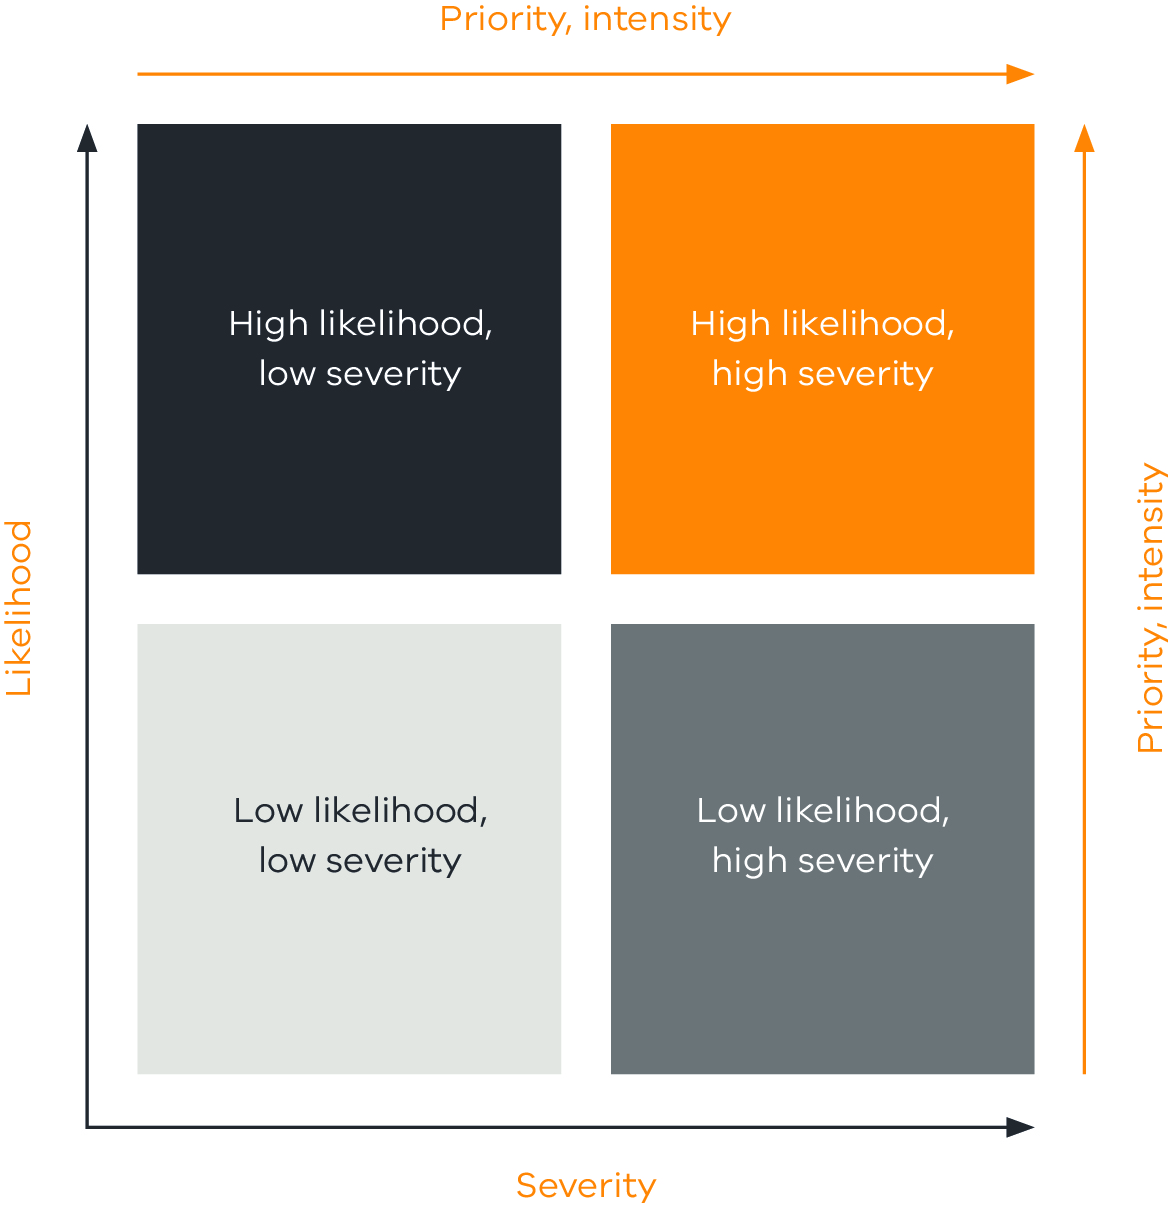 Priority, intensity
High likelihood,
low severity
High likelihood,
high severity
Likelihood
Priority, intensity
Low likelihood,
low severity
Low likelihood,
high severity
Severity